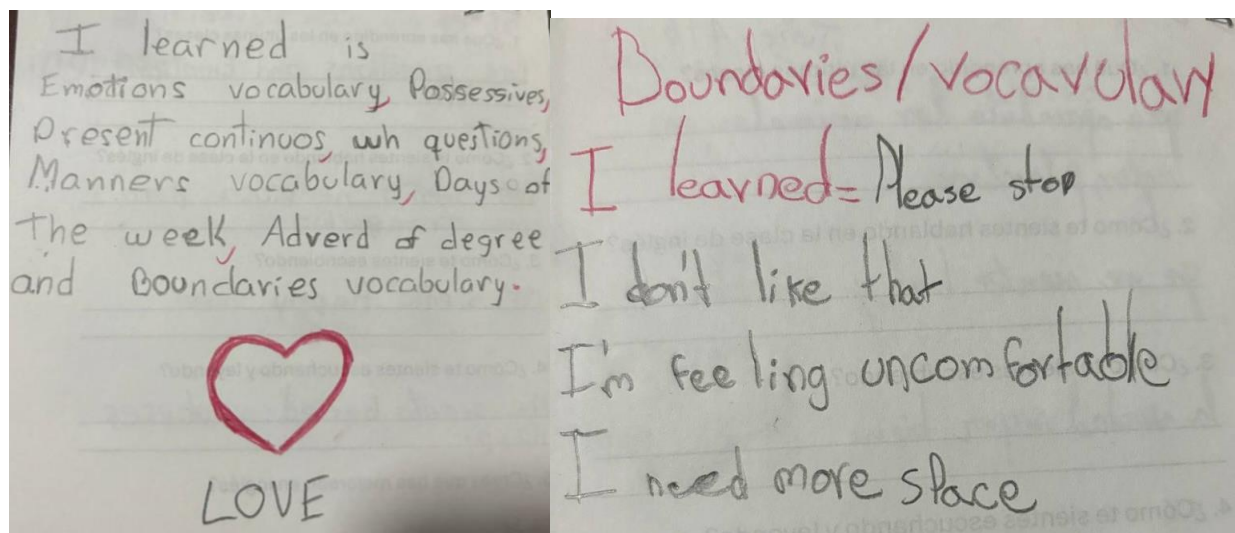 I learned is
Emotions vocabulary, Possessives,
Present continuos, wh questions,
Manners vocabulary, Days of
the week, Adverd of degree
and Boundaries vocabulary.
LOVE
Boundaries/vocavulary
I learned= Please stop
I don't like that
I'm feeling uncomfortable
I need more space